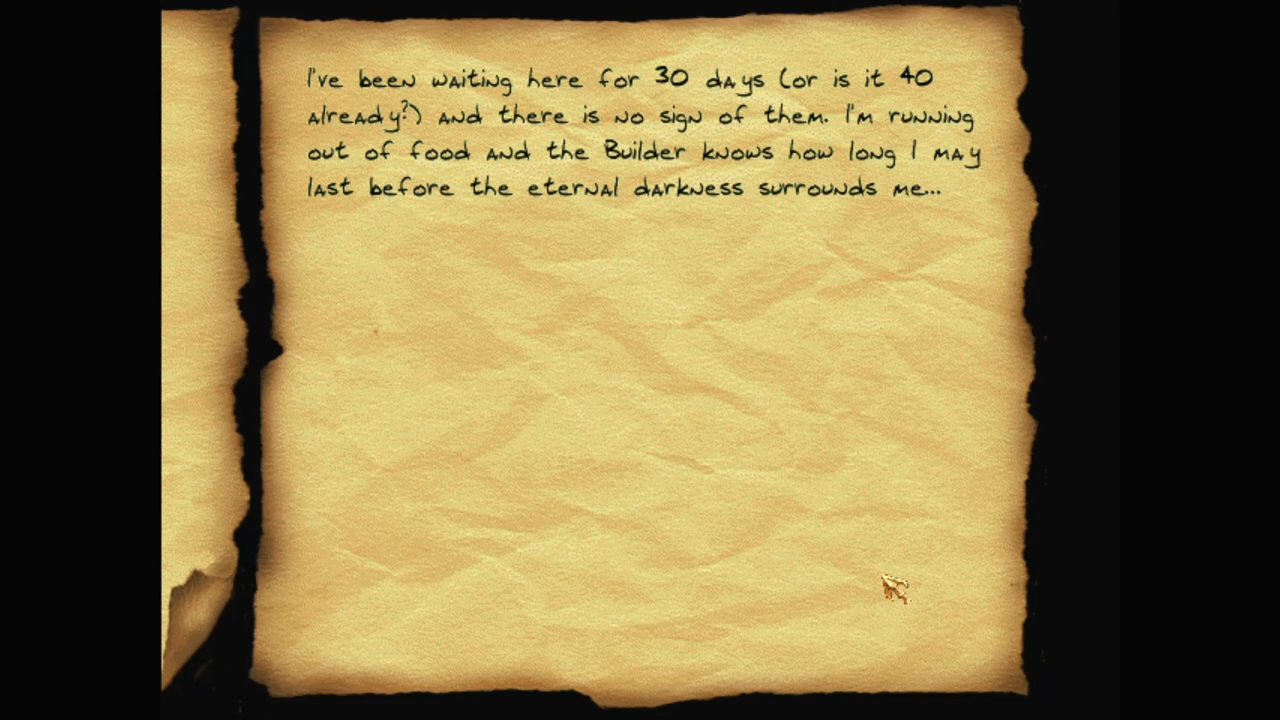 I've been waiting here for 30 days (or is it 40
already?) and there is no sign of them. I'm running
out of food and the Builder knows how long I may
last before the eternal darkness surrounds me...